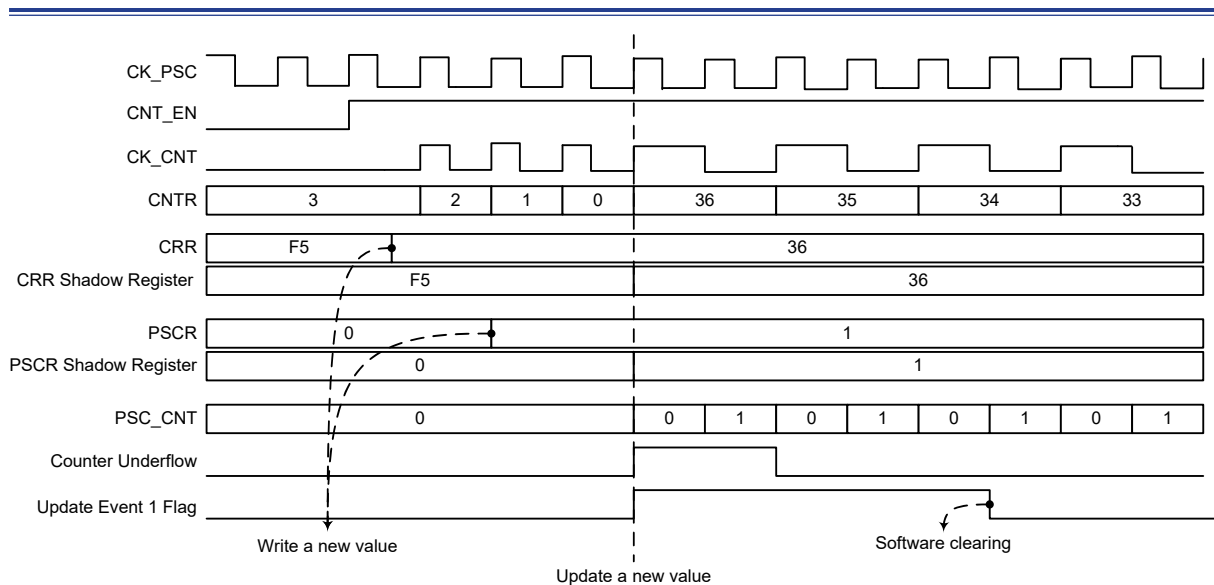 CK_PSC
CNT_EN
CK_CNT
CNTR 3 2 1 0 36 35 34 33
CRR F5 36
CRR Shadow Register F5 36
PSCR 0 1
PSCR Shadow Register 0 1
PSC_CNT 0 0 1 0 1 0 1 0 1
Counter Underflow
Update Event 1 Flag
Write a new value Software clearing
Update a new value